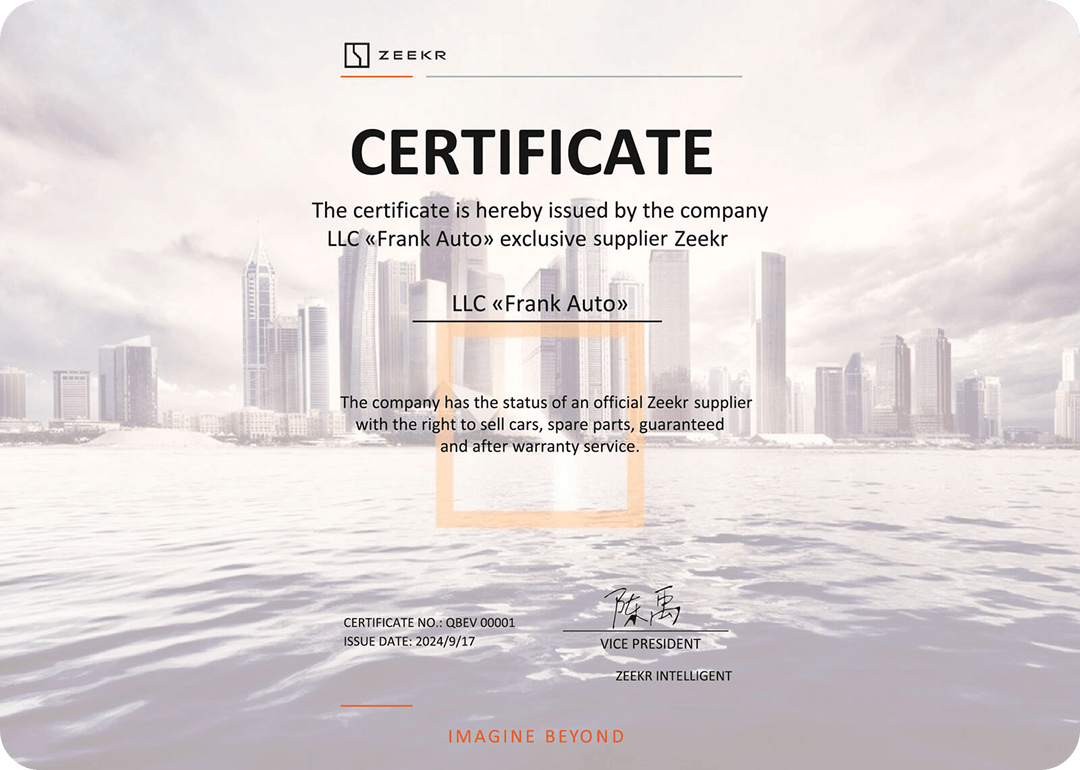 ZEEKR
CERTIFICATE
The certificate is hereby issued by the company
LLC «Frank Auto» exclusive supplier Zeekr
LLC «Frank Auto»
The company has the status of an official Zeekr supplier
with the right to sell cars, spare parts, guaranteed
and after warranty service.
陈禹
CERTIFICATE NO.: QBEV 00001
ISSUE DATE: 2024/9/17
VICE PRESIDENT
ZEEKR INTELLIGENT
IMAGINE BEYOND